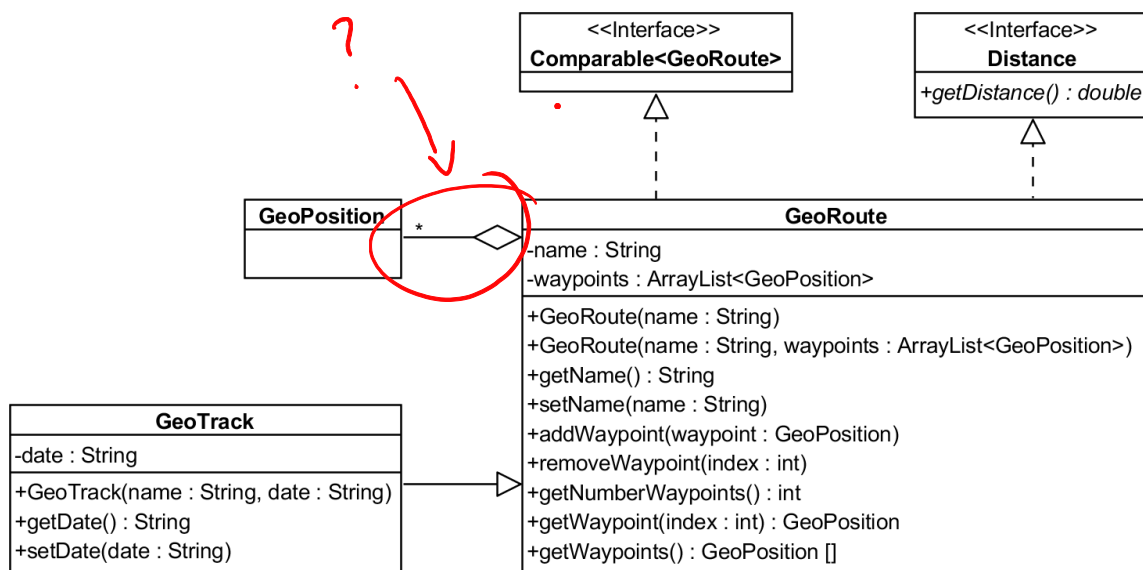 ?
<<Interface>>
Comparable<GeoRoute>
<<Interface>>
Distance
+getDistance() : double
GeoPosition
*
GeoRoute
-name : String
-waypoints : ArrayList<GeoPosition>
+GeoRoute(name : String)
+GeoRoute(name : String, waypoints : ArrayList<GeoPosition>)
+getName() : String
+setName(name : String)
+addWaypoint(waypoint : GeoPosition)
+removeWaypoint(index : int)
+getNumberWaypoints() : int
+getWaypoint(index : int) : GeoPosition
+getWaypoints() : GeoPosition []
GeoTrack
-date : String
+GeoTrack(name : String, date : String)
+getDate() : String
+setDate(date : String)